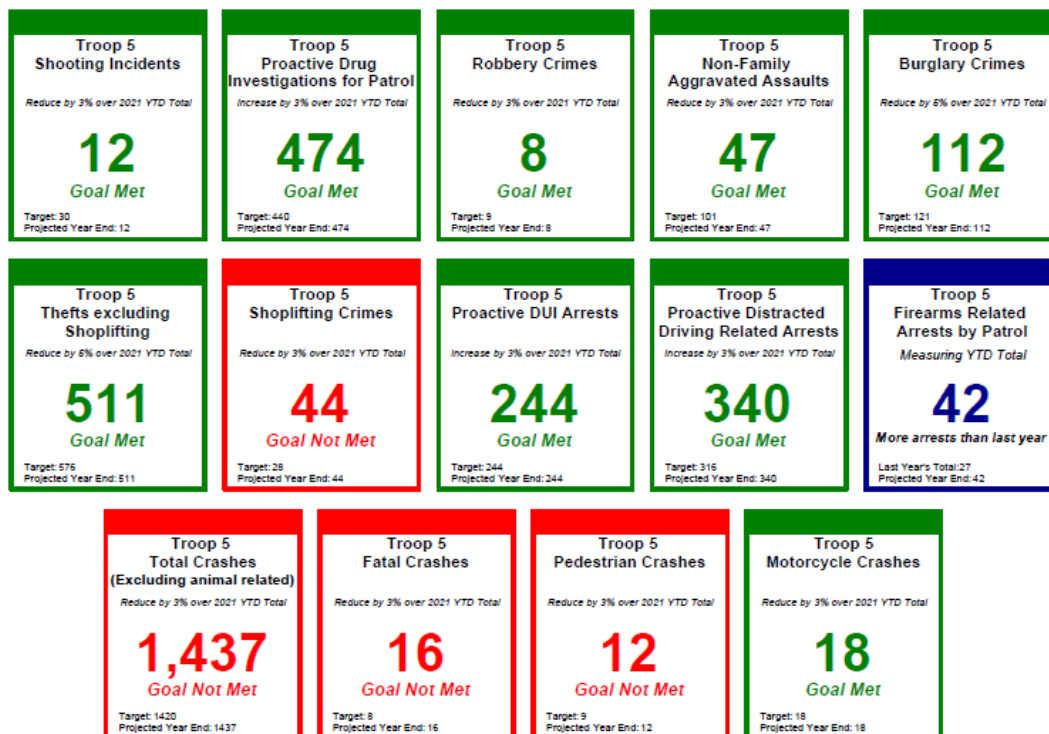 Troop 5
Shooting Incidents
Reduce by 3% over 2021 YTD Total
12
Goal Met
Target: 30
Projected Year End: 12
Troop 5
Proactive Drug
Investigations for Patrol
Increase by 3% over 2021 YTD Total
474
Goal Met
Target: 440
Projected Year End: 474
Troop 5
Robbery Crimes
Reduce by 3% over 2021 YTD Total
8
Goal Met
Target: 9
Projected Year End: 8
Troop 5
Non-Family
Aggravated Assaults
Reduce by 3% over 2021 YTD Total
47
Goal Met
Target: 101
Projected Year End: 47
Troop 5
Burglary Crimes
Reduce by 6% over 2021 YTD Total
112
Goal Met
Target: 121
Projected Year End: 112
Troop 5
Thefts excluding
Shoplifting
Reduce by 6% over 2021 YTD Total
511
Goal Met
Target: 576
Projected Year End: 511
Troop 5
Shoplifting Crimes
Reduce by 3% over 2021 YTD Total
44
Goal Not Met
Target: 28
Projected Year End: 44
Troop 5
Proactive DUI Arrests
Increase by 3% over 2021 YTD Total
244
Goal Met
Target: 244
Projected Year End: 244
Troop 5
Proactive Distracted
Driving Related Arrests
Increase by 3% over 2021 YTD Total
340
Goal Met
Target: 316
Projected Year End: 340
Troop 5
Firearms Related
Arrests by Patrol
Measuring YTD Total
42
More arrests than last year
Last Year's Total:27
Projected Year End: 42
Troop 5
Total Crashes
(Excluding animal related)
Reduce by 3% over 2021 YTD Total
1,437
Goal Not Met
Target: 1420
Projected Year End: 1437
Troop 5
Fatal Crashes
Reduce by 3% over 2021 YTD Total
16
Goal Not Met
Target: 8
Projected Year End: 16
Troop 5
Pedestrian Crashes
Reduce by 3% over 2021 YTD Total
12
Goal Not Met
Target: 9
Projected Year End: 12
Troop 5
Motorcycle Crashes
Reduce by 3% over 2021 YTD Total
18
Goal Met
Target: 18
Projected Year End: 18